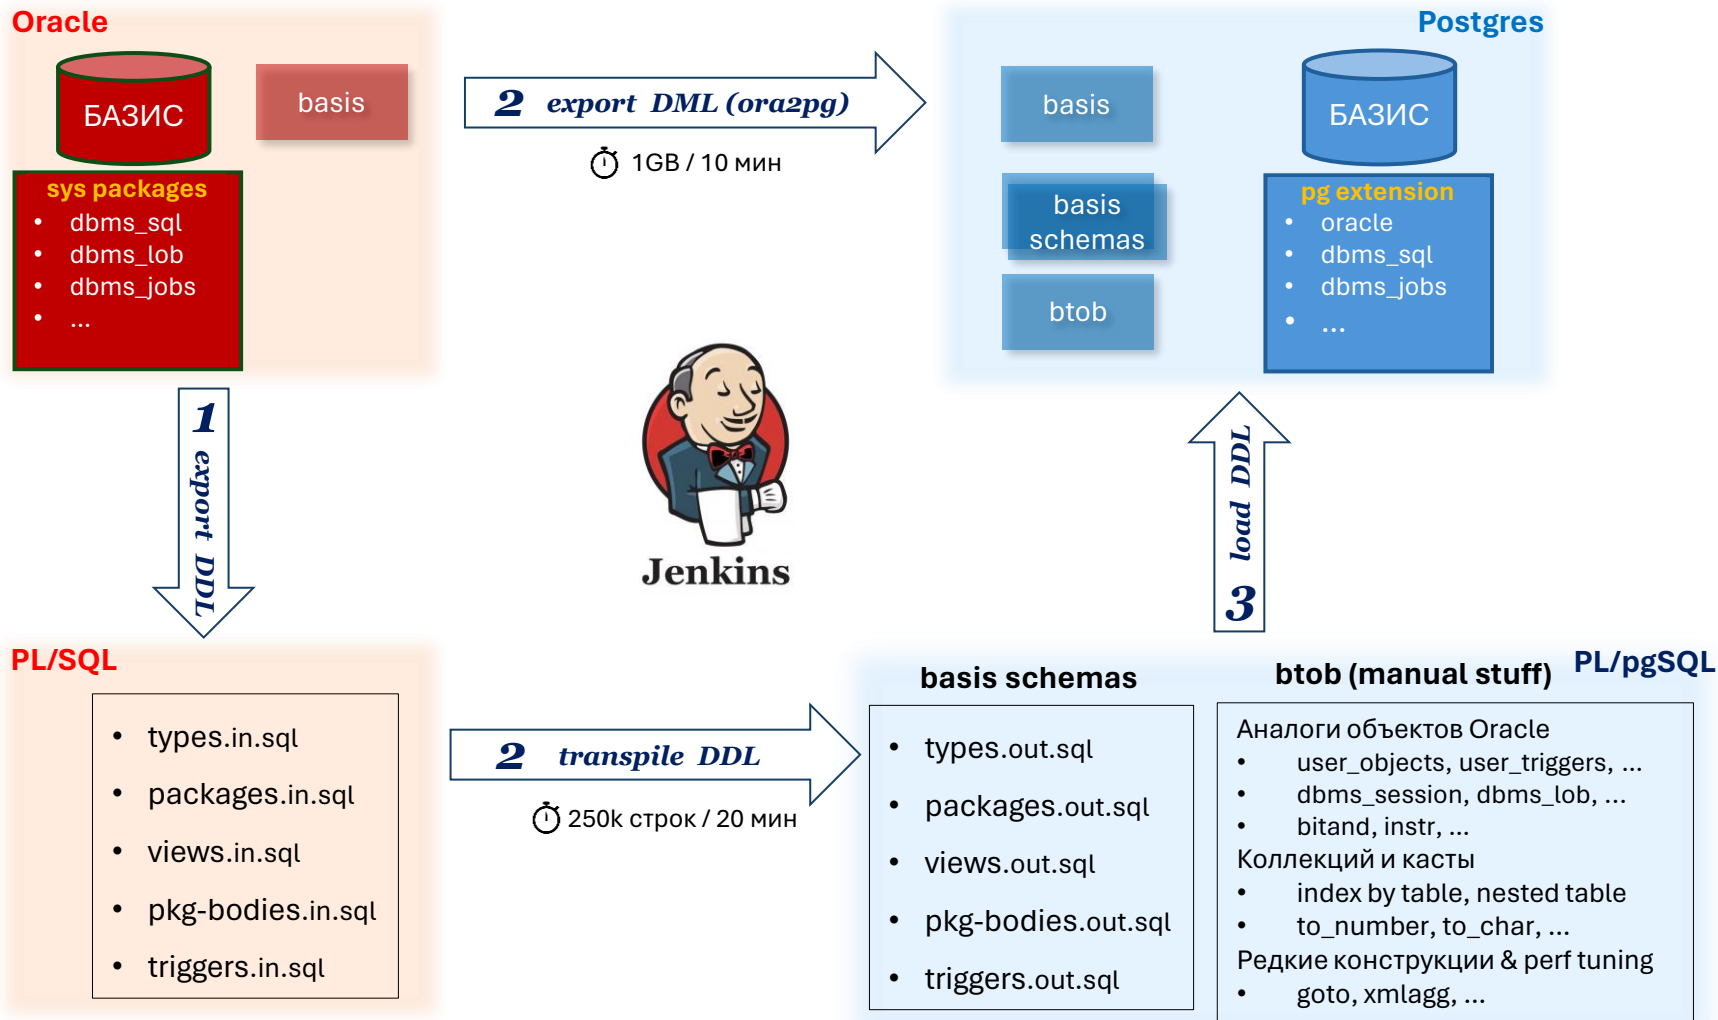 Oracle
БАЗИС
basis
sys packages
• dbms_sql
• dbms_lob
• dbms_jobs
• ...
2 export DML (ora2pg)
1GB / 10 мин
Postgres
basis
basis
schemas
btob
БАЗИС
pg extension
• oracle
• dbms_sql
• dbms_jobs
• ...
1 export DDL
Jenkins
3 load DDL
PL/SQL
• types.in.sql
• packages.in.sql
• views.in.sql
• pkg-bodies.in.sql
• triggers.in.sql
2 transpile DDL
250k строк / 20 мин
PL/pgSQL
basis schemas
• types.out.sql
• packages.out.sql
• views.out.sql
• pkg-bodies.out.sql
• triggers.out.sql
btob (manual stuff)
Аналоги объектов Oracle
• user_objects, user_triggers, ...
• dbms_session, dbms_lob, ...
• bitand, instr, ...
Коллекций и касты
• index by table, nested table
• to_number, to_char, ...
Редкие конструкции & perf tuning
• goto, xmlagg, ...